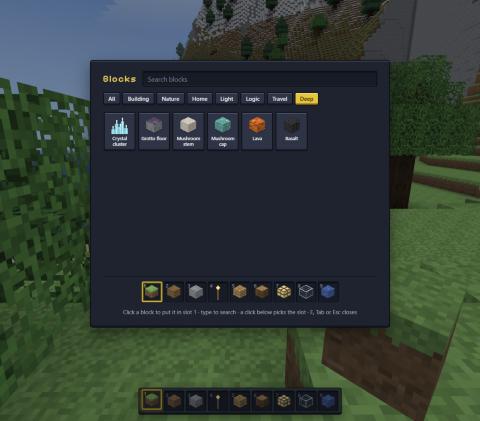 Blocks Search blocks
All Building Nature Home Light Logic Travel Deep
Crystal cluster
Grotto floor
Mushroom stem
Mushroom cap
Lava
Basalt
Click a block to put it in slot 1 · type to search · a click below picks the slot · E, Tab or Esc closes